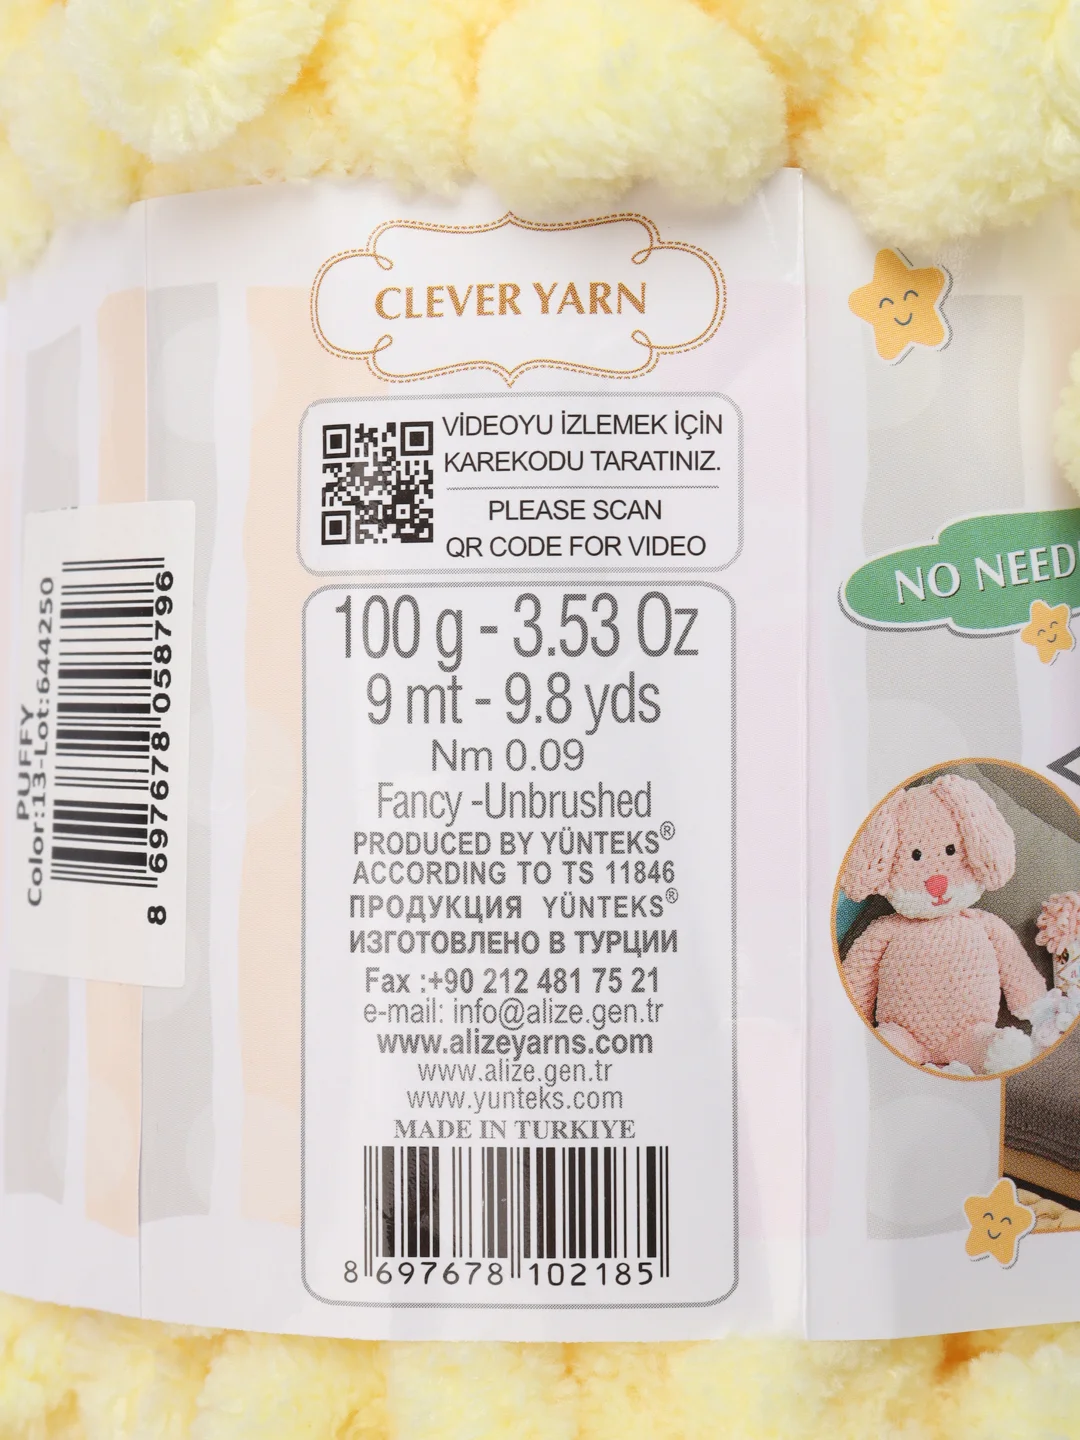 CLEVER YARN
VİDEOYU İZLEMEK İÇİN
KAREKODU TARATINIZ.
PLEASE SCAN
QR CODE FOR VIDEO
100 g - 3.53 Oz
9 mt - 9.8 yds
Nm 0.09
Fancy -Unbrushed
PRODUCED BY YÜNTEKS®
ACCORDING TO TS 11846
ПРОДУКЦИЯ YÜNTEKS®
ИЗГОТОВЛЕНО В ТУРЦИИ
Fax :+90 212 481 75 21
e-mail: info@alize.gen.tr
www.alizeyarns.com
www.alize.gen.tr
www.yunteks.com
MADE IN TURKIYE
8 697678 102185
PUFFY
Color:13-Lot:644250
8 697678 058796
NO NEED